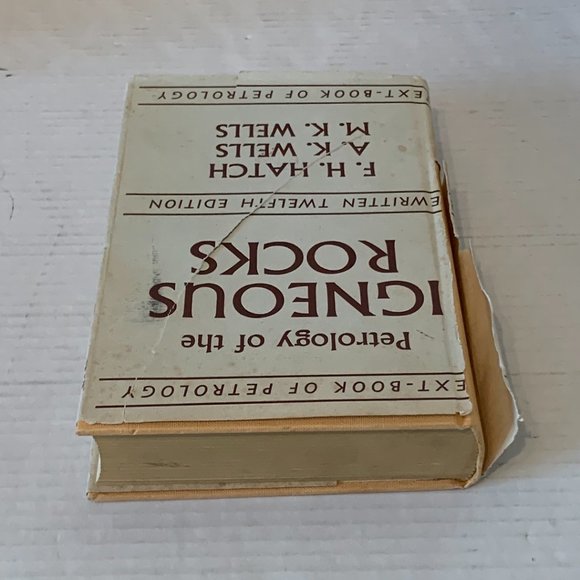 EXT-BOOK OF PETROLOGY
Petrology of the
IGNEOUS
ROCKS
EWRITTEN TWELFTH EDITION
F. H. HATCH
A. K. WELLS
M. K. WELLS
EXT-BOOK OF PETROLOGY